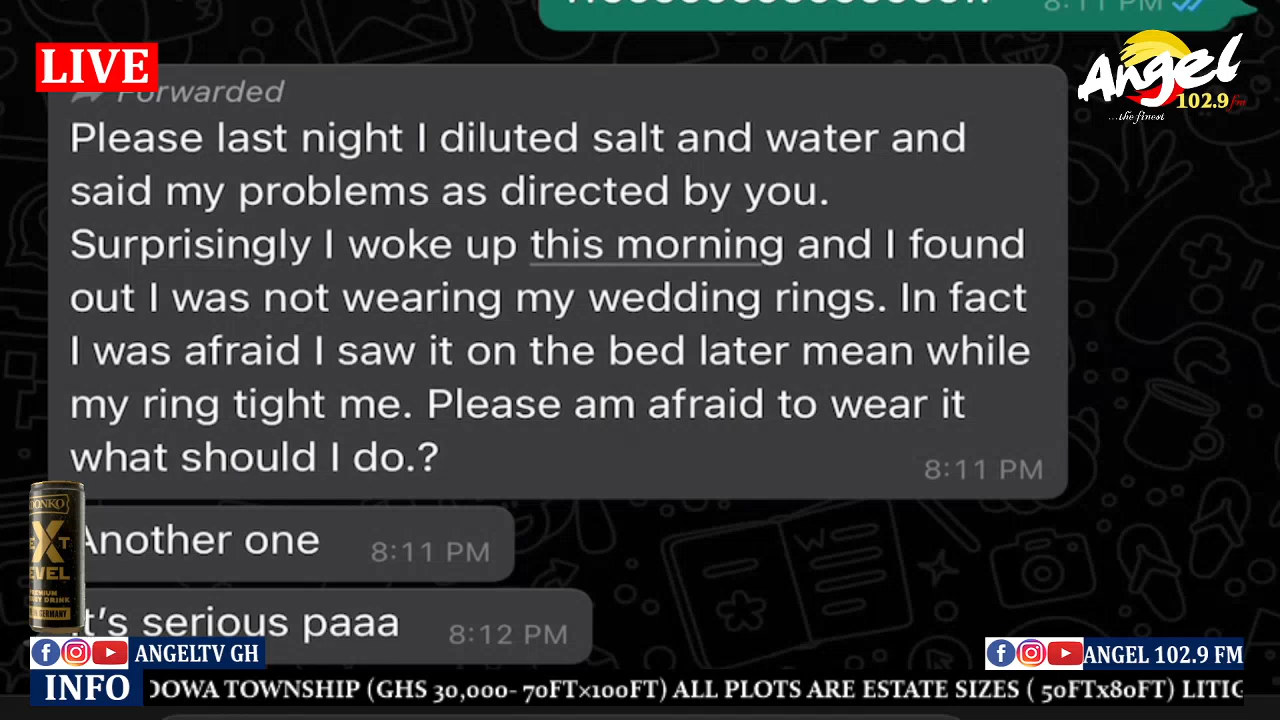 8:11 PM
LIVE
Angel
102.9 fm
...the finest
Forwarded
Please last night I diluted salt and water and
said my problems as directed by you.
Surprisingly I woke up this morning and I found
out I was not wearing my wedding rings. In fact
I was afraid I saw it on the bed later mean while
my ring tight me. Please am afraid to wear it
what should I do.?
8:11 PM
Another one
8:11 PM
It's serious paaa
8:12 PM
ANGELTV GH
ANGEL 102.9 FM
INFO
DOWA TOWNSHIP (GHS 30,000- 70FT×100FT) ALL PLOTS ARE ESTATE SIZES ( 50FTx80FT) LITIG